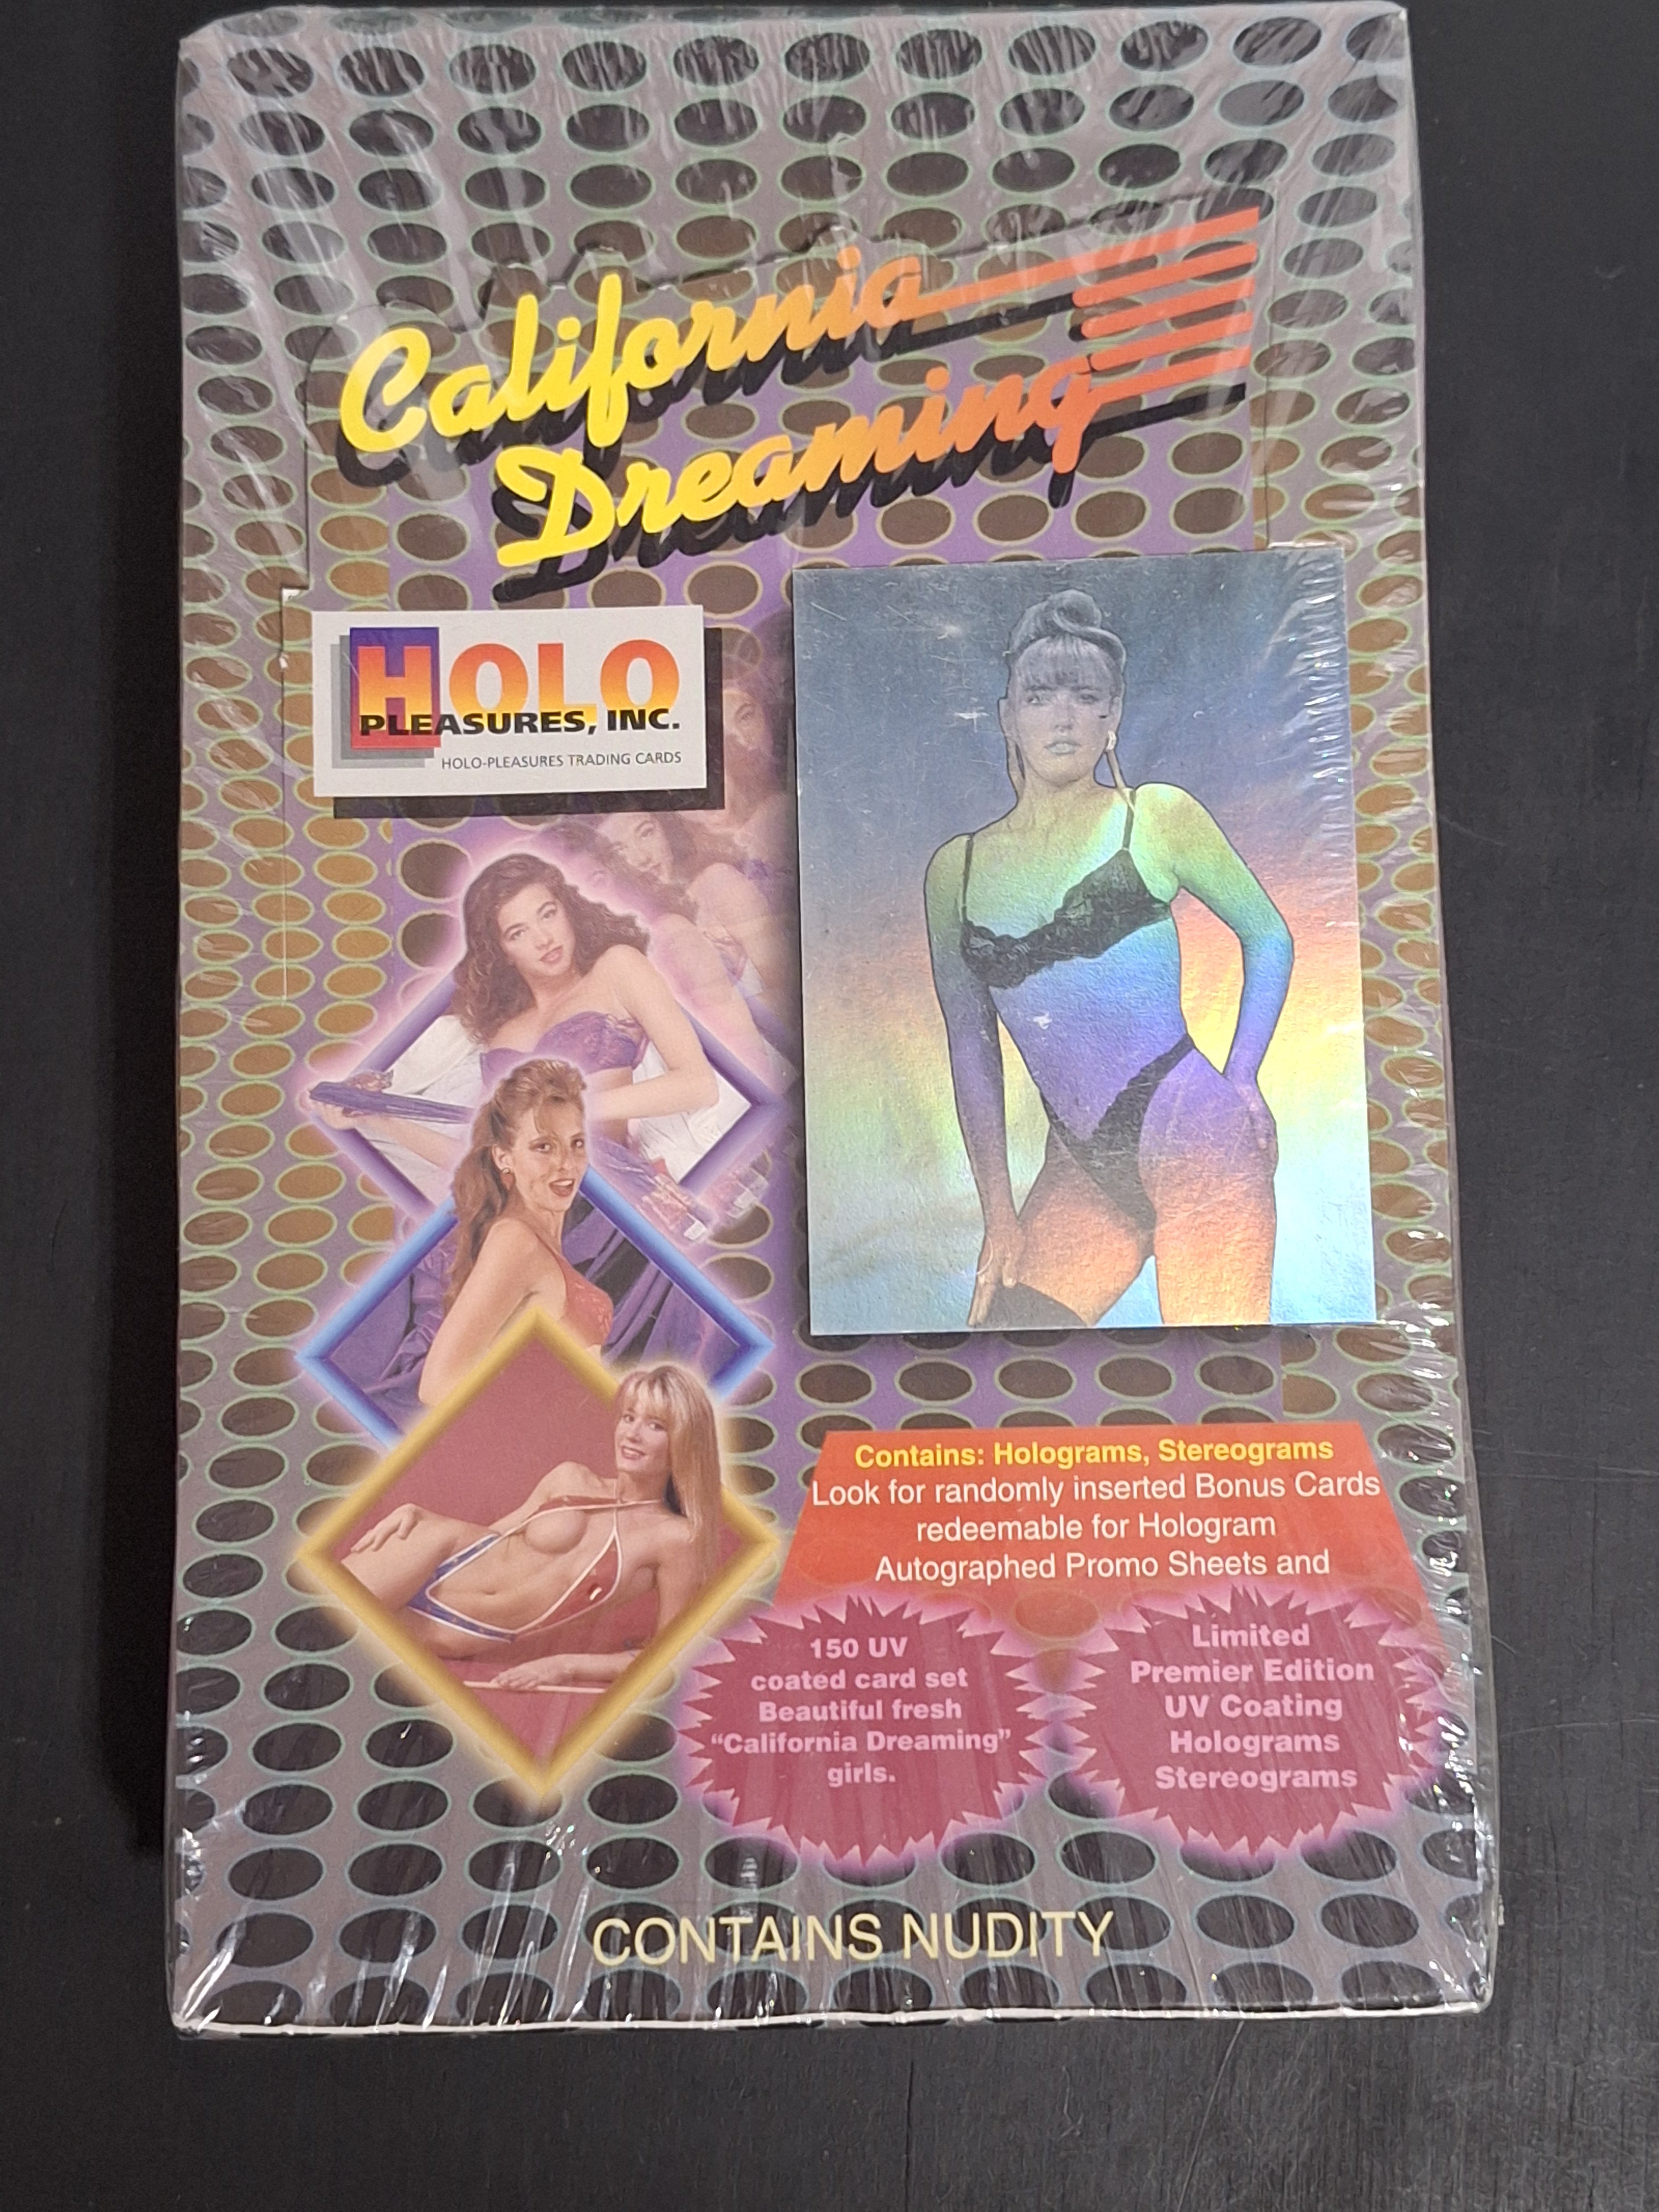 California
Dreaming
HOLO
PLEASURES, INC.
HOLO-PLEASURES TRADING CARDS
Contains: Holograms, Stereograms
Look for randomly inserted Bonus Cards
redeemable for Hologram
Autographed Promo Sheets and
150 UV
coated card set
Beautiful fresh
“California Dreaming”
girls.
Limited
Premier Edition
UV Coating
Holograms
Stereograms
CONTAINS NUDITY